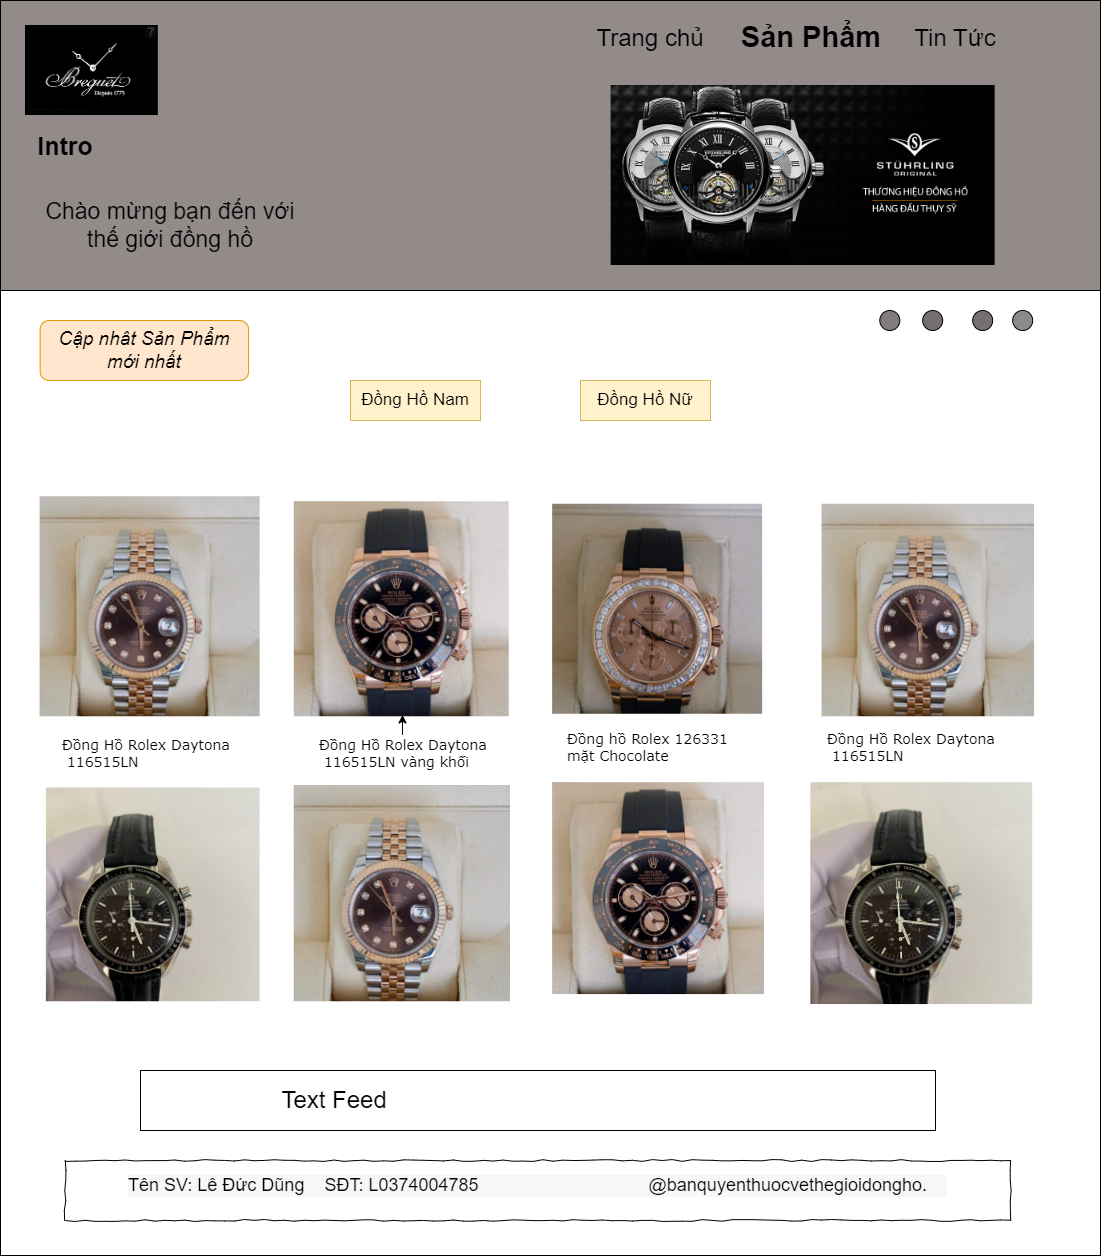 7
Breguet
Depuis 1775
Trang chủ
Sản Phẩm
Tin Tức
Intro
Chào mừng bạn đến với
thế giới đồng hồ
STÜHRLING
ORIGINAL
THƯƠNG HIỆU ĐỒNG HỒ
HÀNG ĐẦU THỤY SỸ
Cập nhât Sản Phẩm
mới nhất
Đồng Hồ Nam
Đồng Hồ Nữ
Đồng Hồ Rolex Daytona
116515LN
Đồng Hồ Rolex Daytona
116515LN vàng khối
Đồng hồ Rolex 126331
mặt Chocolate
Đồng Hồ Rolex Daytona
116515LN
Text Feed
Tên SV: Lê Đức Dũng SĐT: L0374004785 @banquyenthuocvethegioidongho.